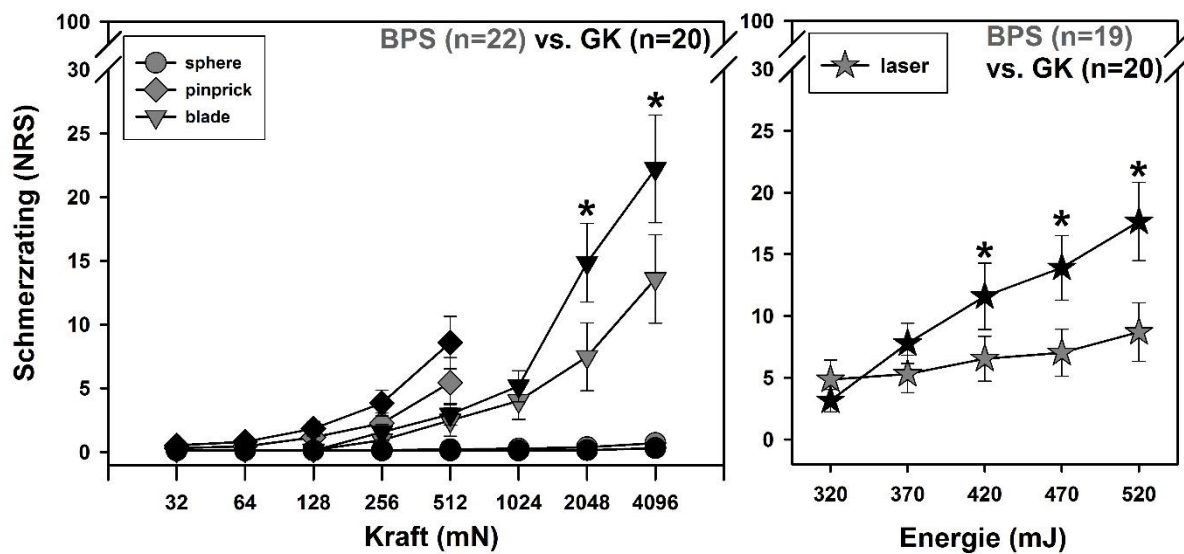 BPS (n=22) vs. GK (n=20)
sphere
pinprick
blade
Schmerzrating (NRS)
100
30
25
20
15
10
5
0
*
*
32 64 128 256 512 1024 2048 4096
Kraft (mN)
BPS (n=19)
vs. GK (n=20)
laser
100
30
25
20
15
10
5
0
*
*
*
320 370 420 470 520
Energie (mJ)